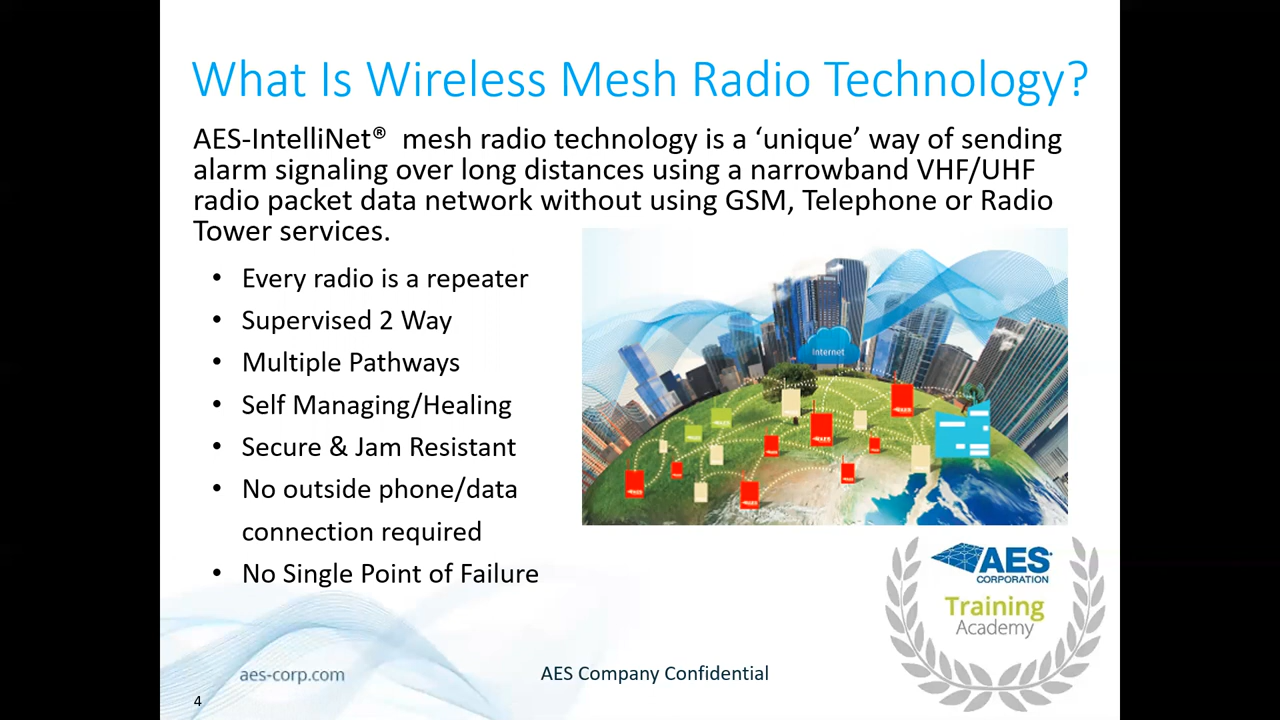 What Is Wireless Mesh Radio Technology?
AES-IntelliNet® mesh radio technology is a ‘unique’ way of sending
alarm signaling over long distances using a narrowband VHF/UHF
radio packet data network without using GSM, Telephone or Radio
Tower services.
• Every radio is a repeater
• Supervised 2 Way
• Multiple Pathways
• Self Managing/Healing
• Secure & Jam Resistant
• No outside phone/data
connection required
• No Single Point of Failure
Internet
AES
CORPORATION
Training
Academy
aes-corp.com
AES Company Confidential
4